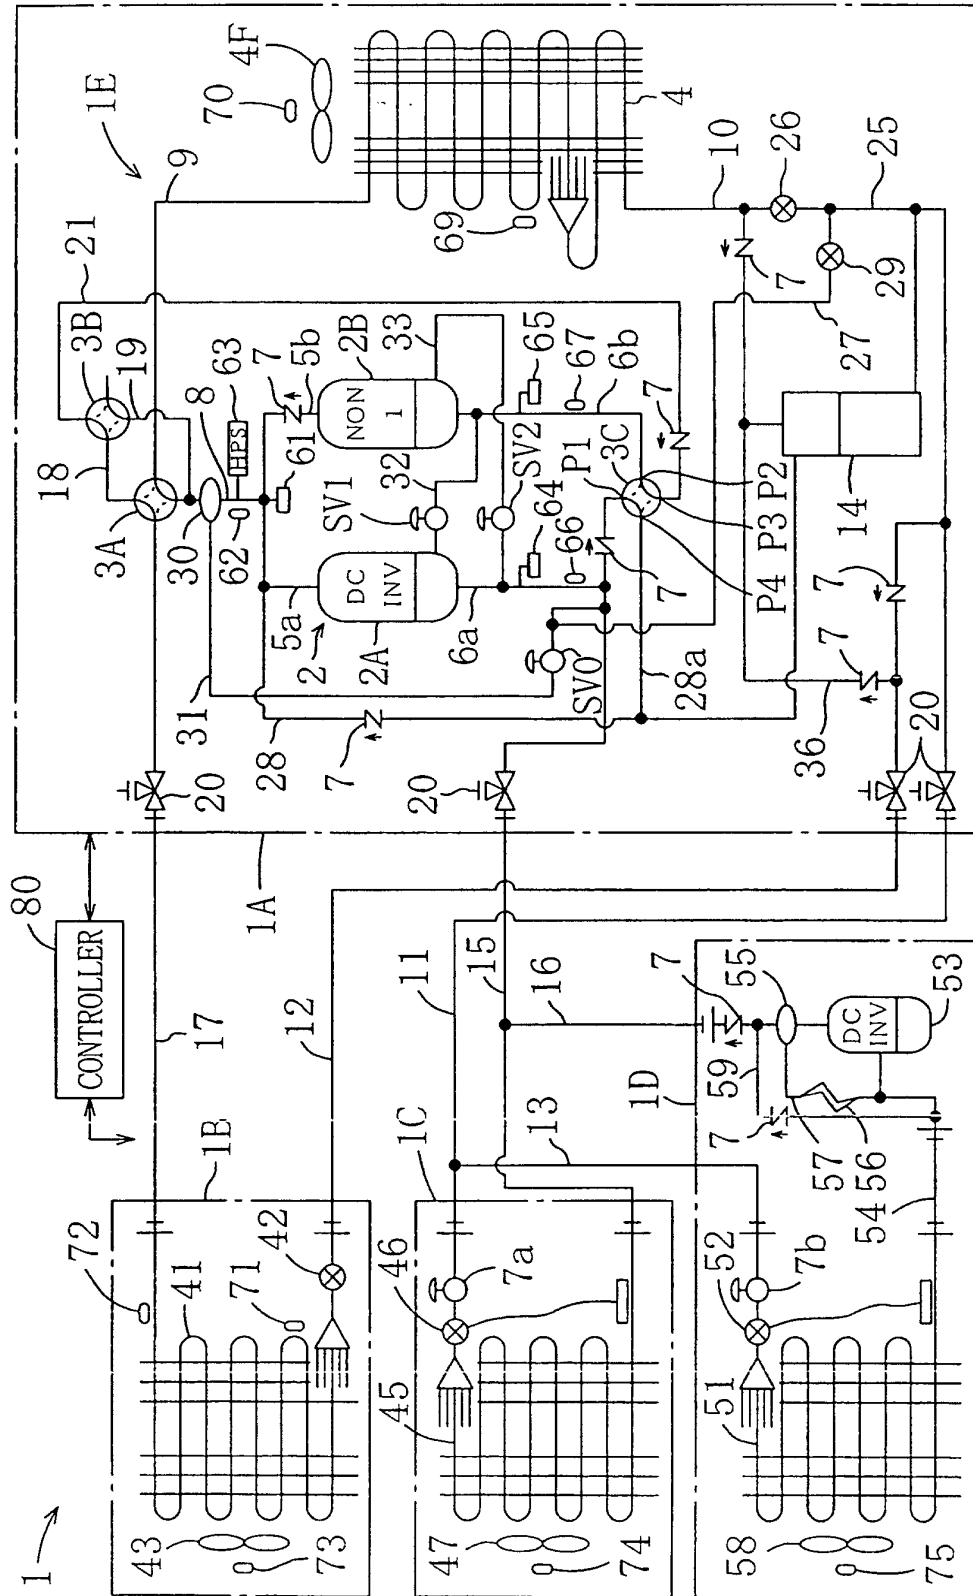 1
80
CONTROLLER
1A
1E
9
21
3B
19
18
3A
30
8
62
63
HPS
61
7
5b
2B
NON
1
33
65
67
6b
7
3C
P1
P2
P3
P4
SV2
64
66
7
32
SV1
5a
2
DC
INV
2A
6a
31
SV0
28
7
28a
20
70
4F
69
4
10
26
25
7
29
27
14
7
7
36
20
20
17
12
1B
72
41
71
42
43
73
11
15
16
13
1C
46
7a
45
47
74
1D
7
59
55
DC
INV
53
7
57
56
54
52
7b
51
58
75